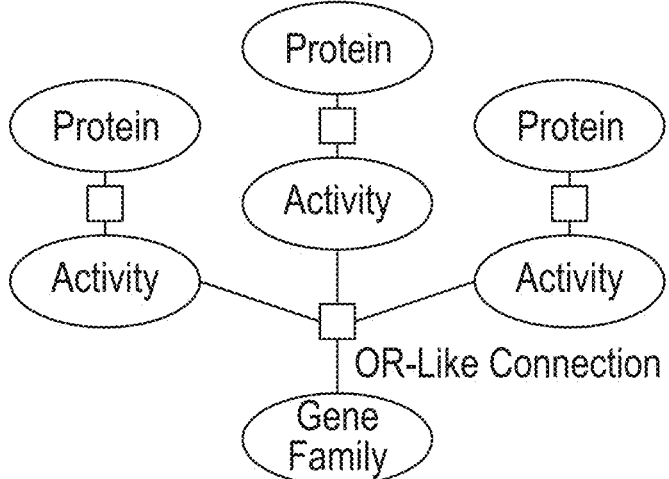 Protein
Protein
Protein
Activity
Activity
Activity
OR-Like Connection
Gene
Family